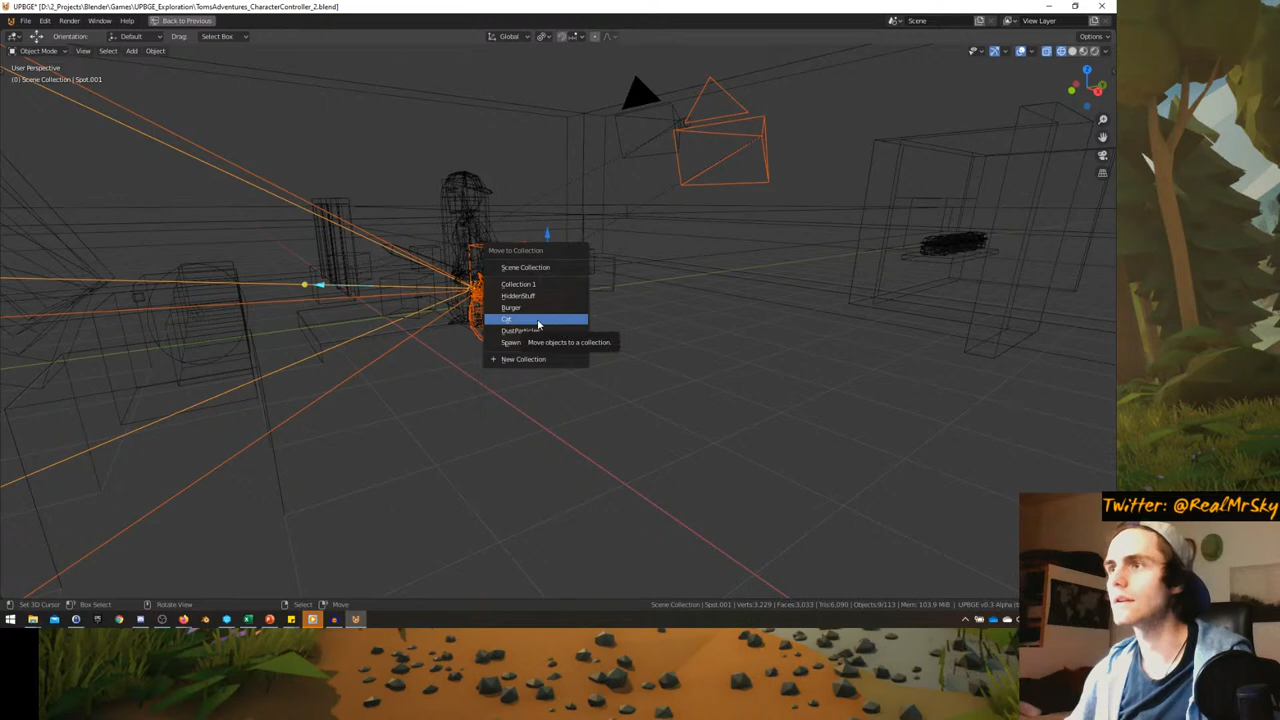 UPBGE* [D:\2_Projects\Blender\Games\UPBGE_Exploration\TomsAdventures_CharacterController_2.blend]
File Edit Render Window Help Back to Previous Scene View Layer
Orientation: Default Drag: Select Box Global Options
Object Mode View Select Add Object
User Perspective
(0) Scene Collection | Spot.001
Z
Move to Collection
Scene Collection
Collection 1
HiddenStuff
Burger
Cat
DustParticles
Spawn Move objects to a collection.
+ New Collection
Twitter: @RealMrSky
Set 3D Cursor Box Select Rotate View Select Move Scene Collection | Spot.001 | Verts:3,229 | Faces:3,033 | Tris:6,090 | Objects:9/113 | Mem: 103.9 MiB | UPBGE v0.3 Alpha